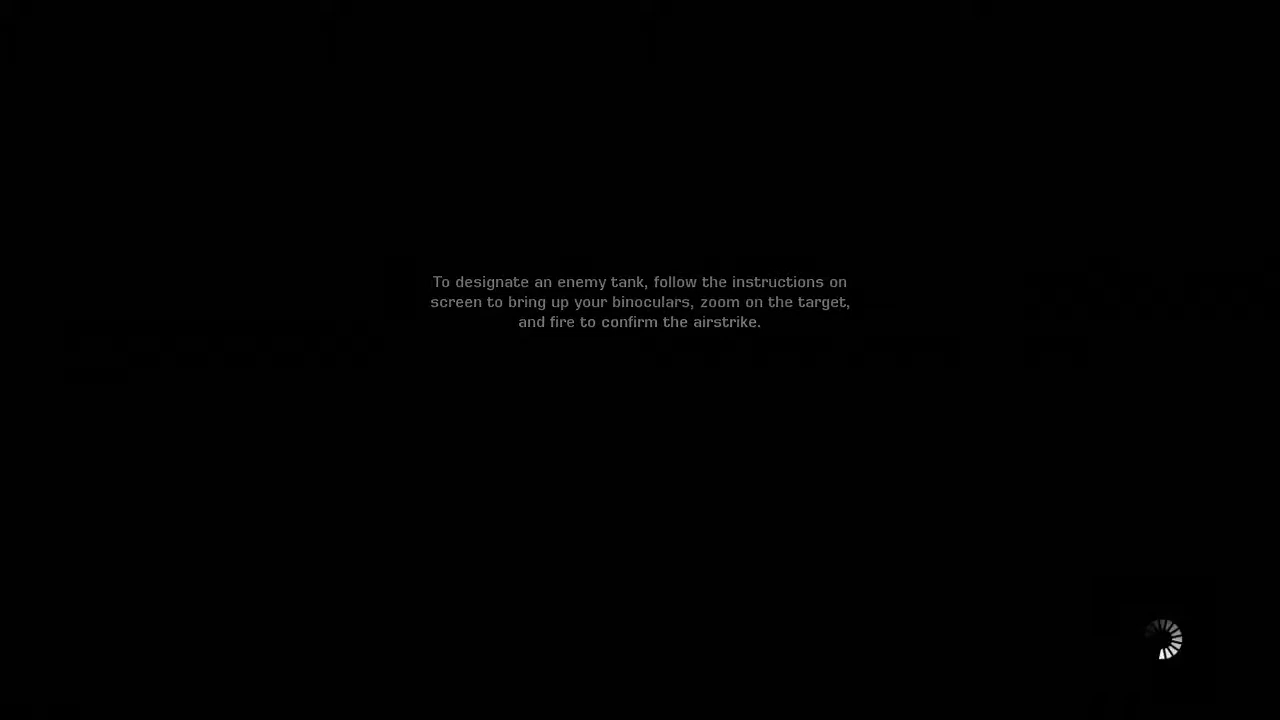 To designate an enemy tank, follow the instructions on
screen to bring up your binoculars, zoom on the target,
and fire to confirm the airstrike.